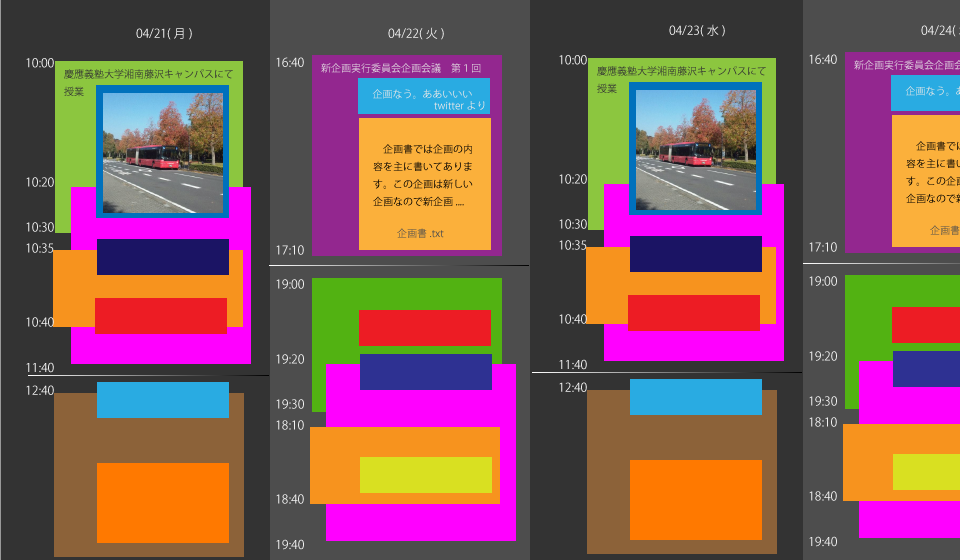 04/21( 月 )
10:00
慶應義塾大学湘南藤沢キャンバスにて
授業
10:20
10:30
10:35
10:40
11:40
12:40
04/22( 火 )
16:40
新企画実行委員会企画会議　第 1 回
企画なう。ああいいい
twitter より
企画書では企画の内
容を主に書いてありま
す。この企画は新しい
企画なので新企画 ....
企画書 .txt
17:10
19:00
19:20
19:30
18:10
18:40
19:40
04/23( 水 )
10:00
慶應義塾大学湘南藤沢キャンバスにて
授業
10:20
10:30
10:35
10:40
11:40
12:40
04/24(
16:40
新企画実行委員会企
企画なう。あ
企画書では
容を主に書い
す。この企画
企画なので新
企画書
17:10
19:00
19:20
19:30
18:10
18:40
19:40